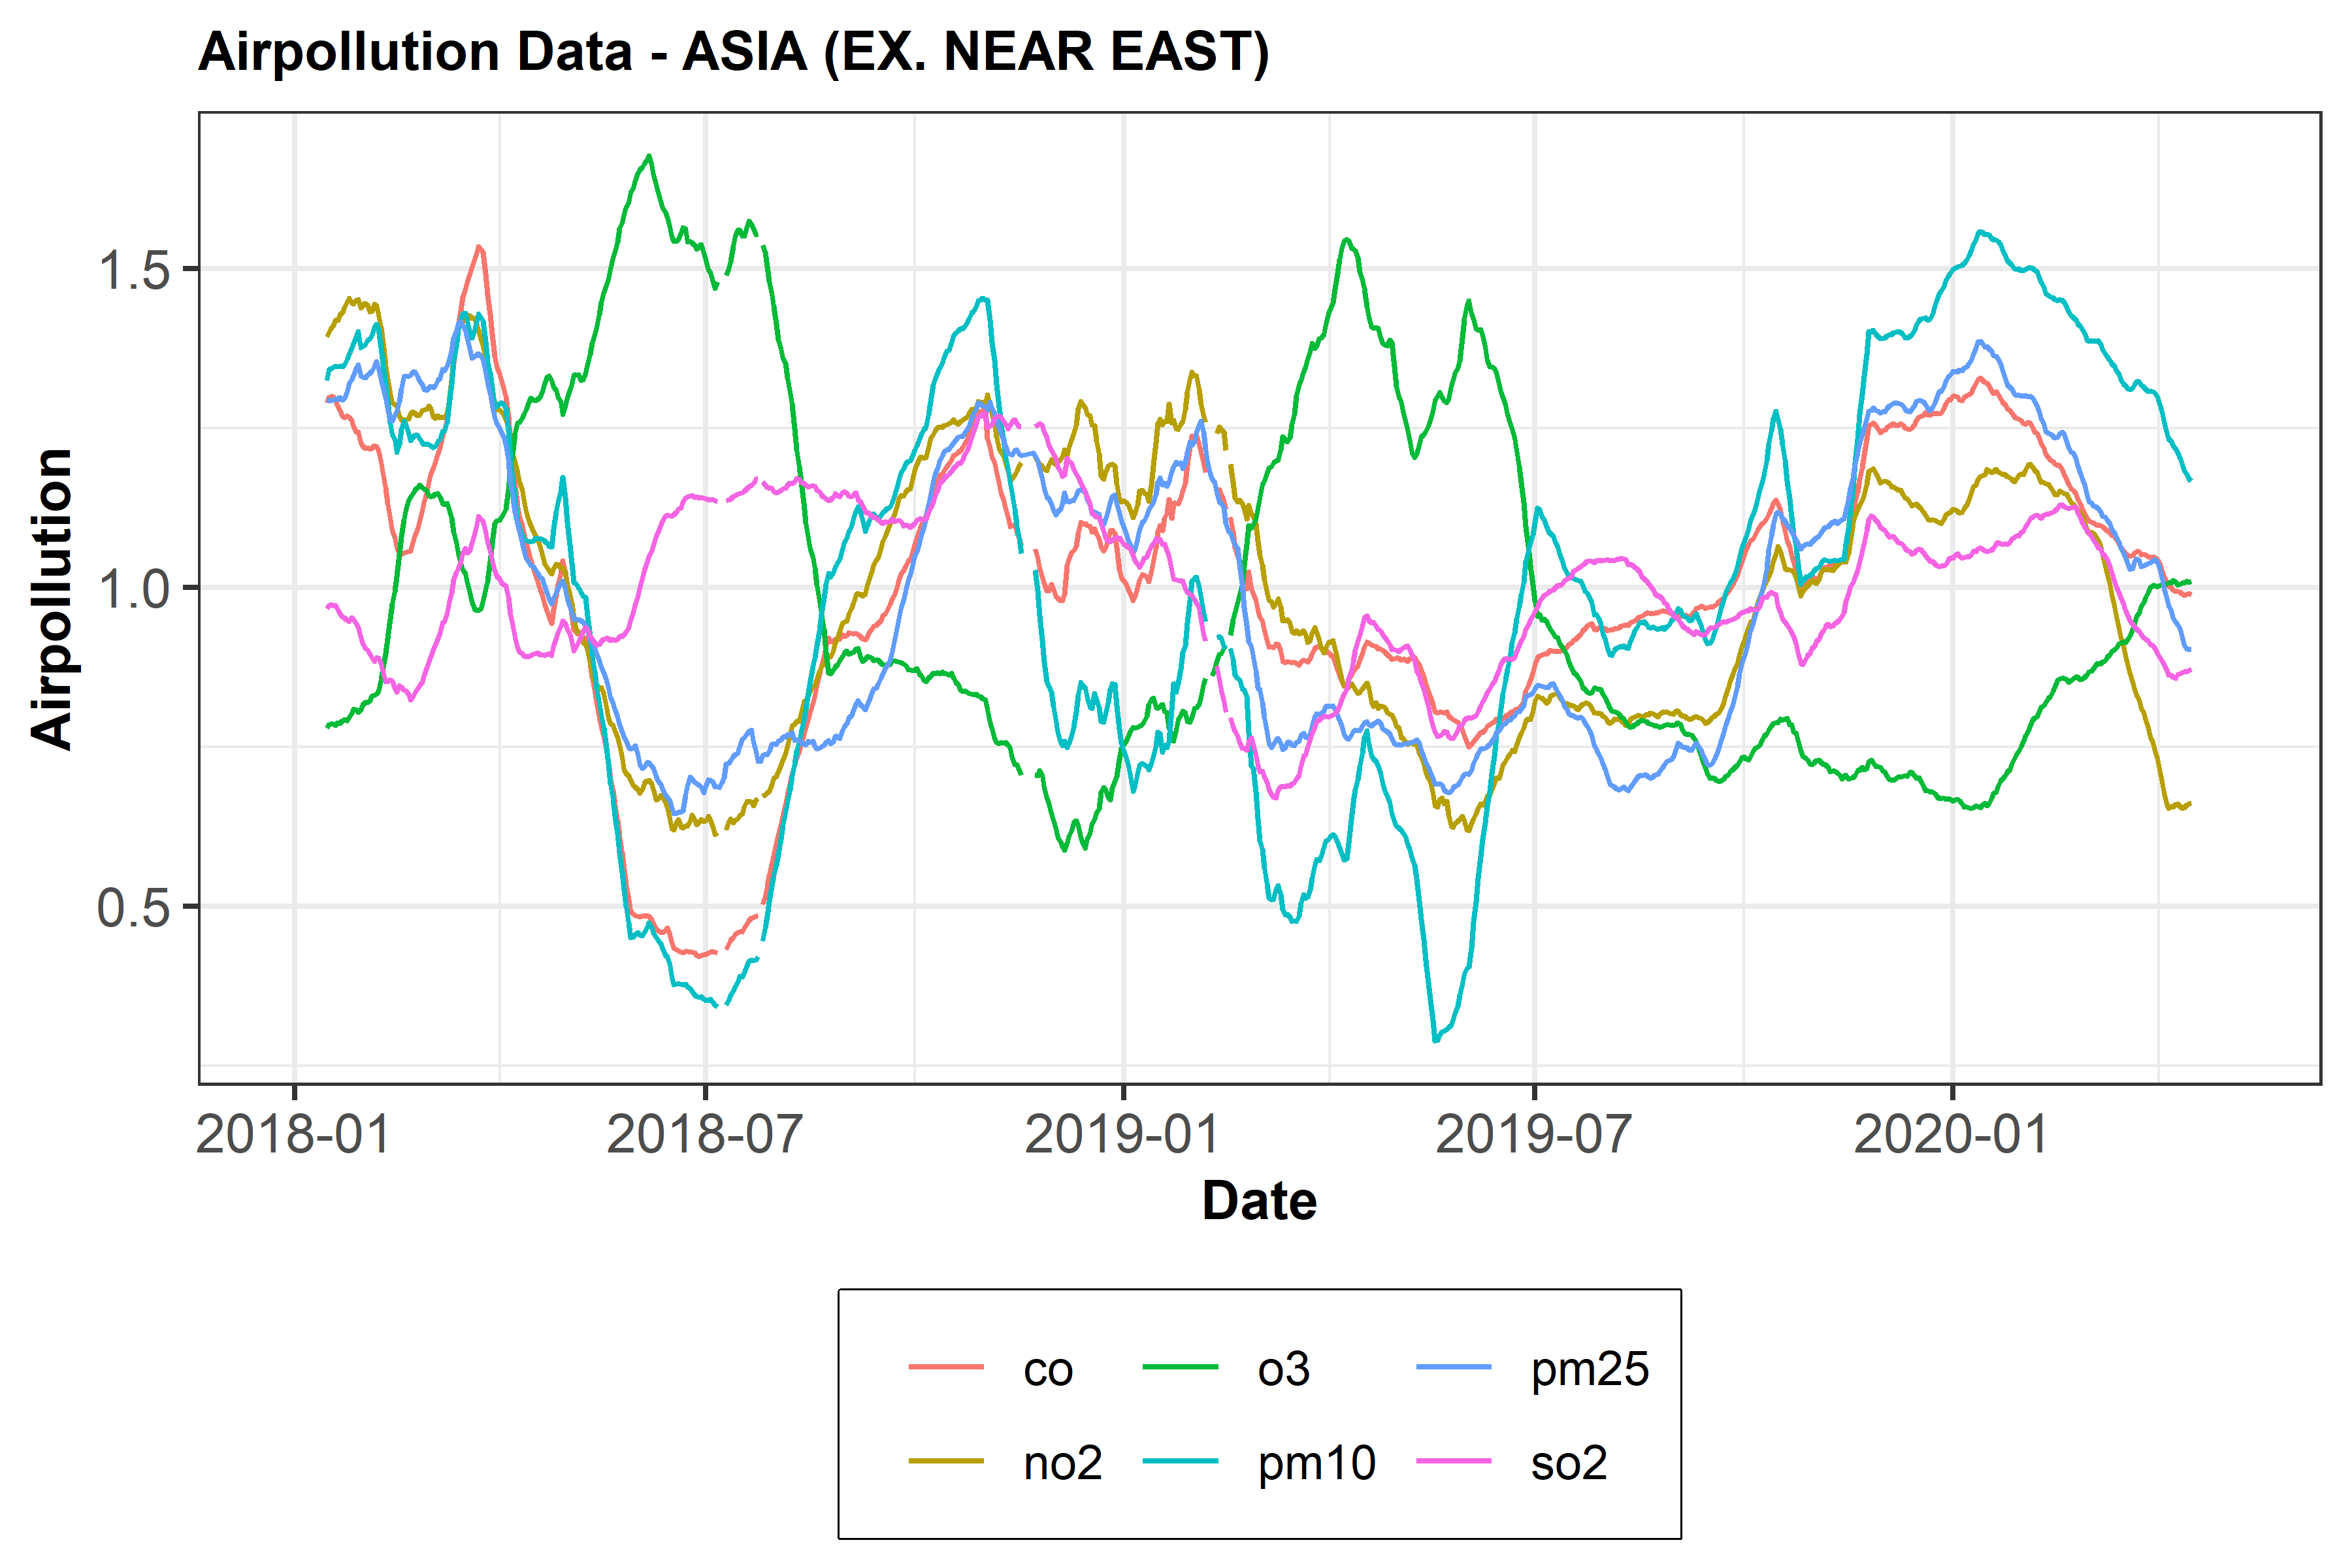 Airpollution Data - ASIA (EX. NEAR EAST)
Airpollution
1.5
1.0
0.5
2018-01 2018-07 2019-01 2019-07 2020-01
Date
co o3 pm25
no2 pm10 so2